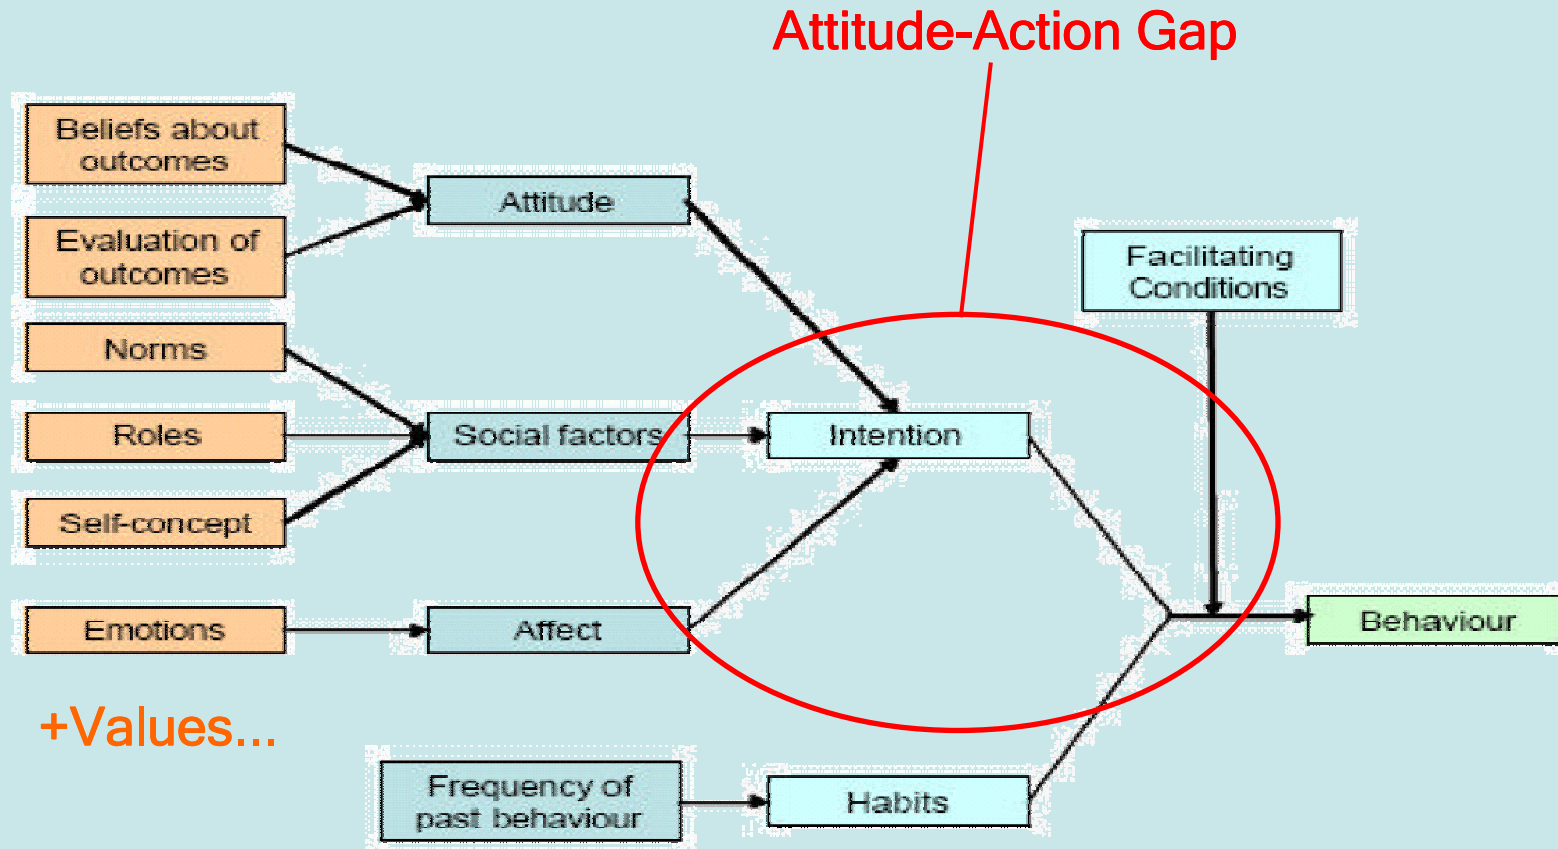 Attitude-Action Gap
Beliefs about
outcomes
Attitude
Evaluation of
outcomes
Facilitating
Conditions
Norms
Roles
Social factors
Intention
Self-concept
Emotions
Affect
Behaviour
+Values...
Frequency of
past behaviour
Habits